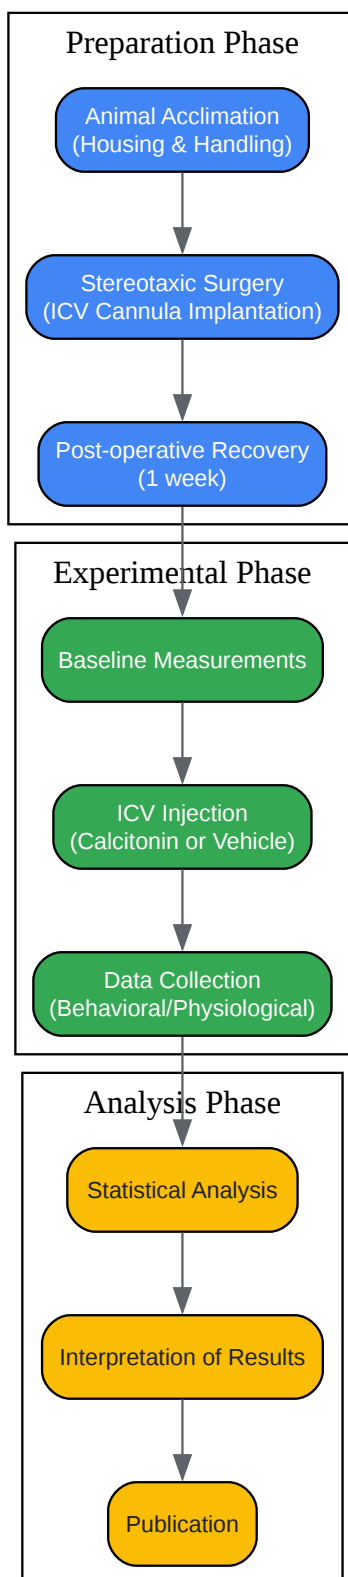 Preparation Phase
Animal Acclimation
(Housing & Handling)
Stereotaxic Surgery
(ICV Cannula Implantation)
Post-operative Recovery
(1 week)
Experimental Phase
Baseline Measurements
ICV Injection
(Calcitonin or Vehicle)
Data Collection
(Behavioral/Physiological)
Analysis Phase
Statistical Analysis
Interpretation of Results
Publication